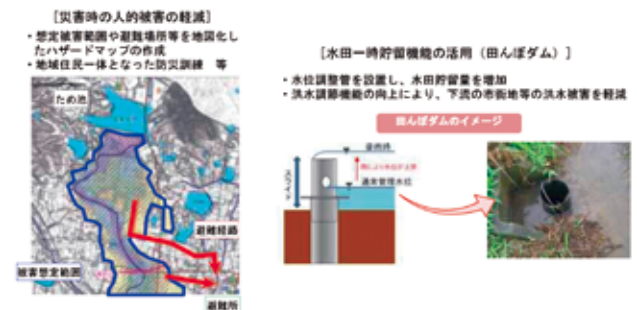 [災害時の人的被害の軽減]
・想定被害範囲や避難場所等を地図化し
たハザードマップの作成
・地域住民一体となった防災訓練 等
ため池
避難経路
被害想定範囲
避難所
[水田一時貯留機能の活用(田んぼダム)]
・水位調整管を設置し、水田貯留量を増加
・洪水調節機能の向上により、下流の市街地等の洪水被害を軽減
田んぼダムのイメージ
通常管理水位